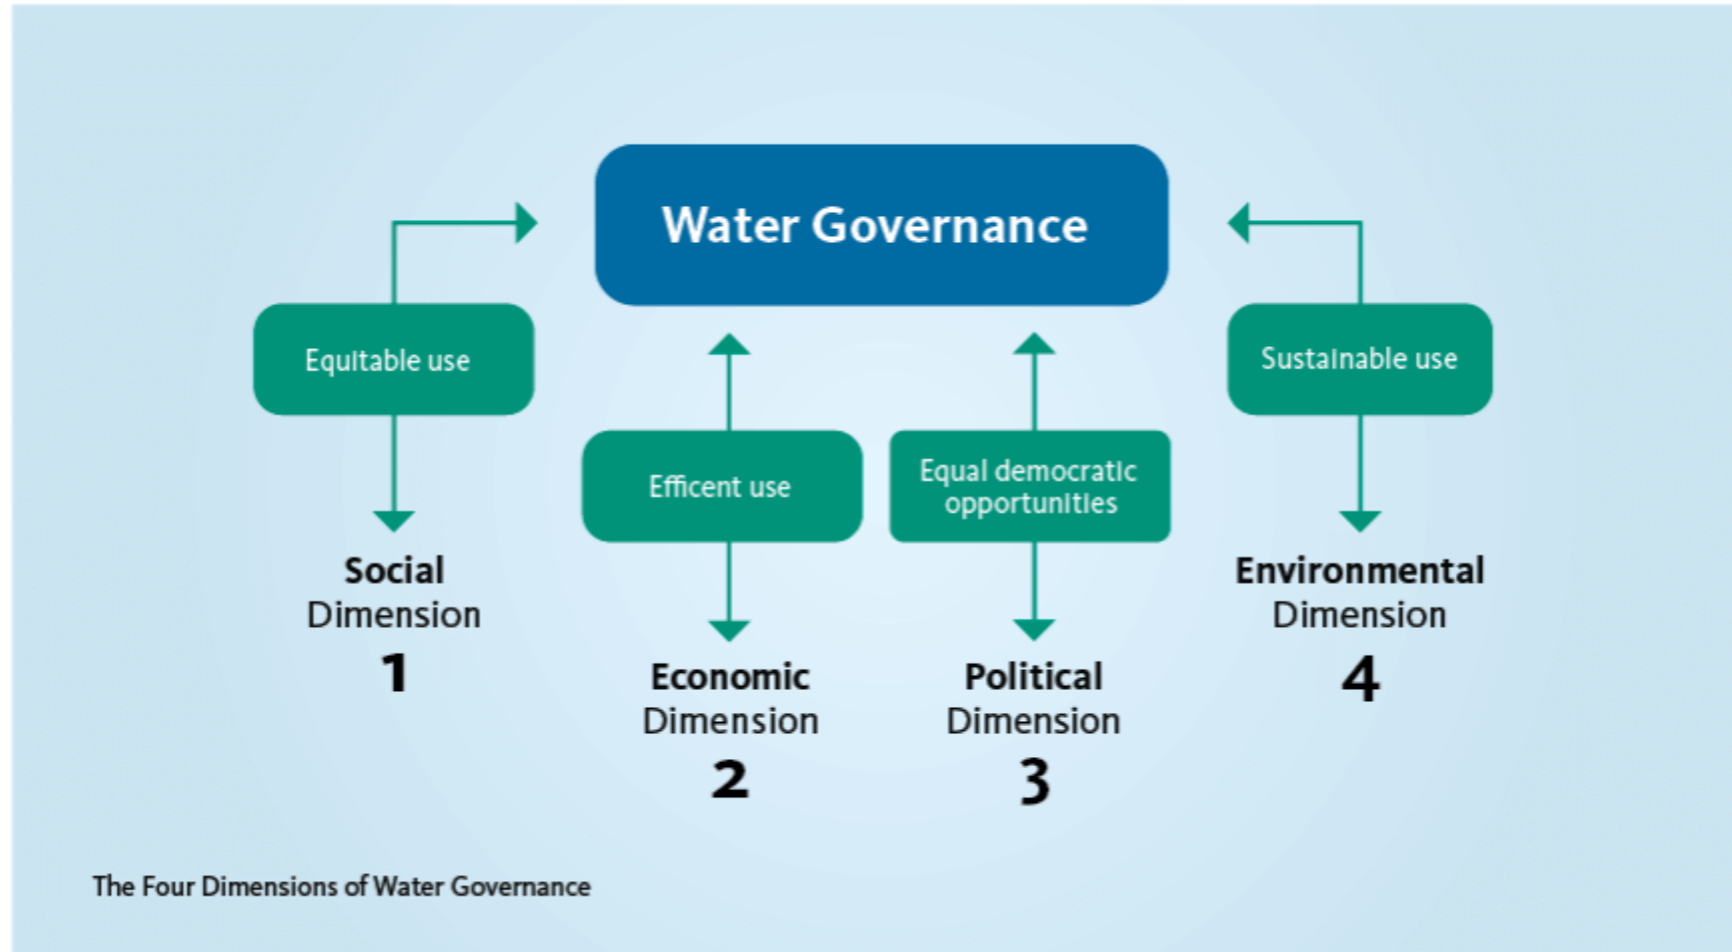 Water Governance
Equitable use
Sustainable use
Efficent use
Equal democratic
opportunities
Social
Dimension
1
Economic
Dimension
2
Political
Dimension
3
Environmental
Dimension
4
The Four Dimensions of Water Governance